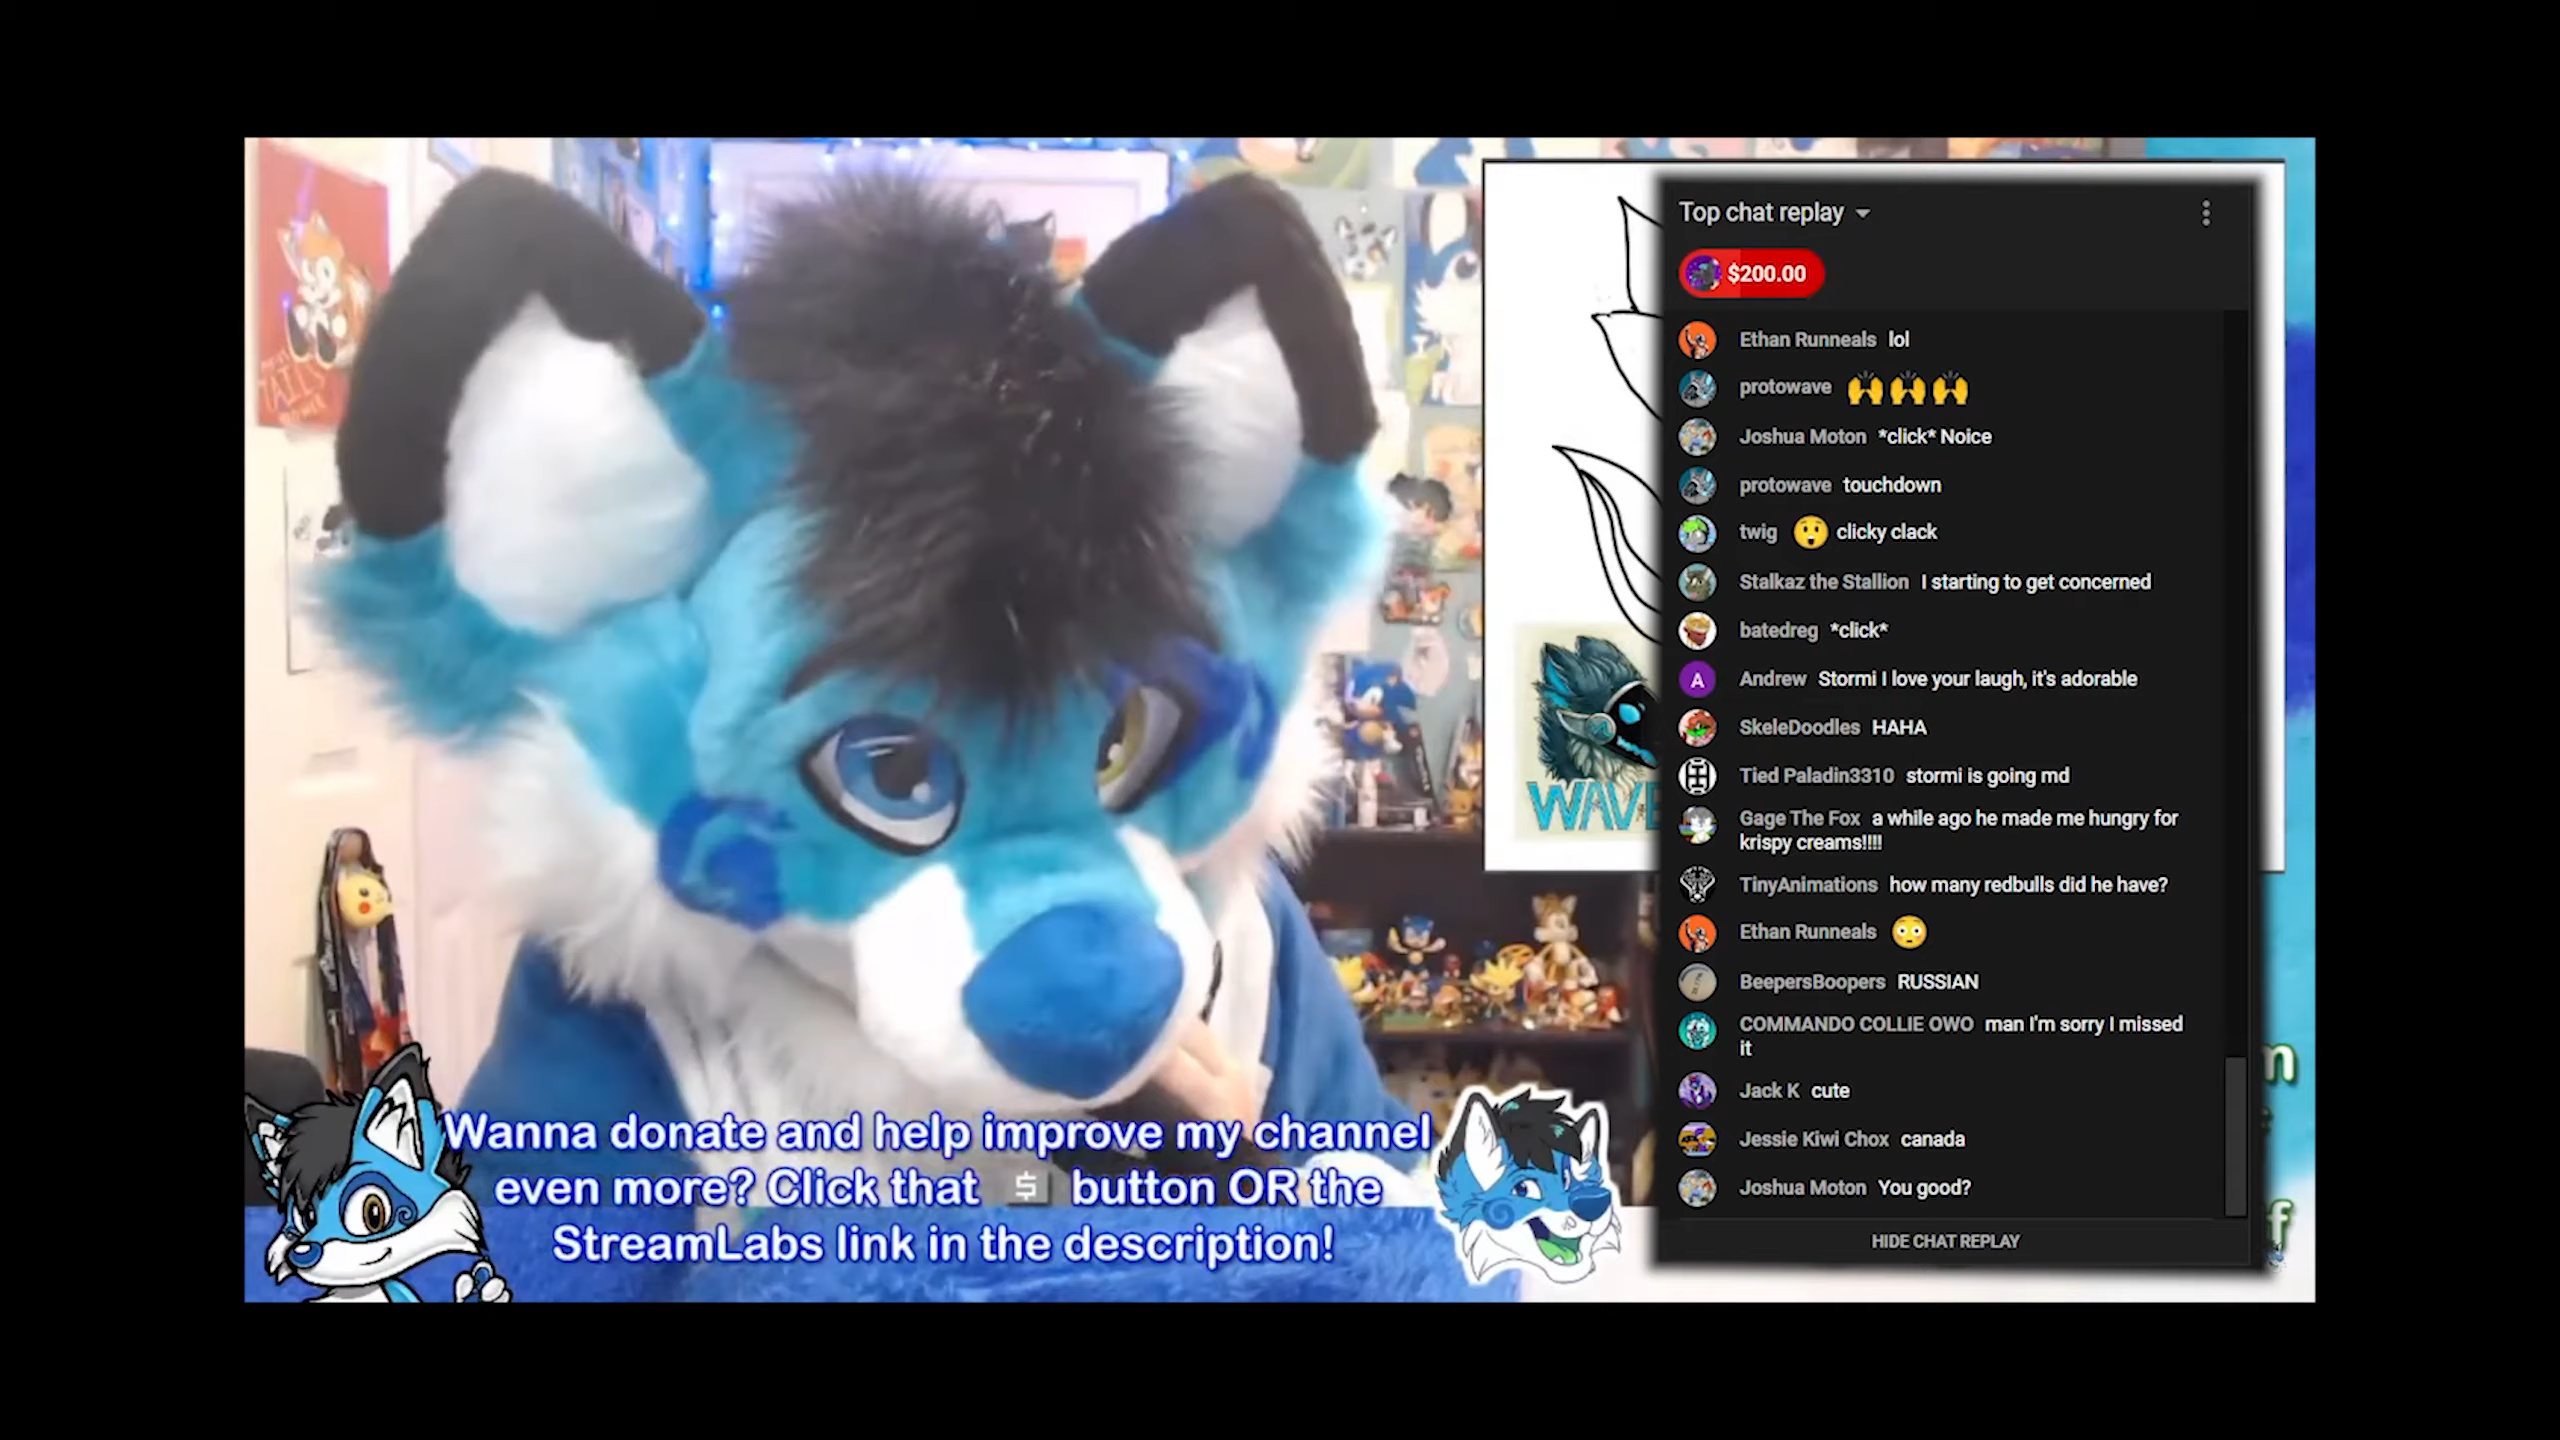 Top chat replay
$200.00
Ethan Runneals lol
protowave 🙌🙌🙌
Joshua Moton *click* Noice
protowave touchdown
twig 😲 clicky clack
Stalkaz the Stallion I starting to get concerned
batedreg *click*
A Andrew Stormi I love your laugh, it's adorable
SkeleDoodles HAHA
Tied Paladin3310 stormi is going md
Gage The Fox a while ago he made me hungry for
krispy creams!!!!
TinyAnimations how many redbulls did he have?
Ethan Runneals 😳
BeepersBoopers RUSSIAN
COMMANDO COLLIE OWO man I'm sorry I missed
it
Jack K cute
Jessie Kiwi Chox canada
Joshua Moton You good?
HIDE CHAT REPLAY
WAVE
Wanna donate and help improve my channel
even more? Click that $ button OR the
StreamLabs link in the description!